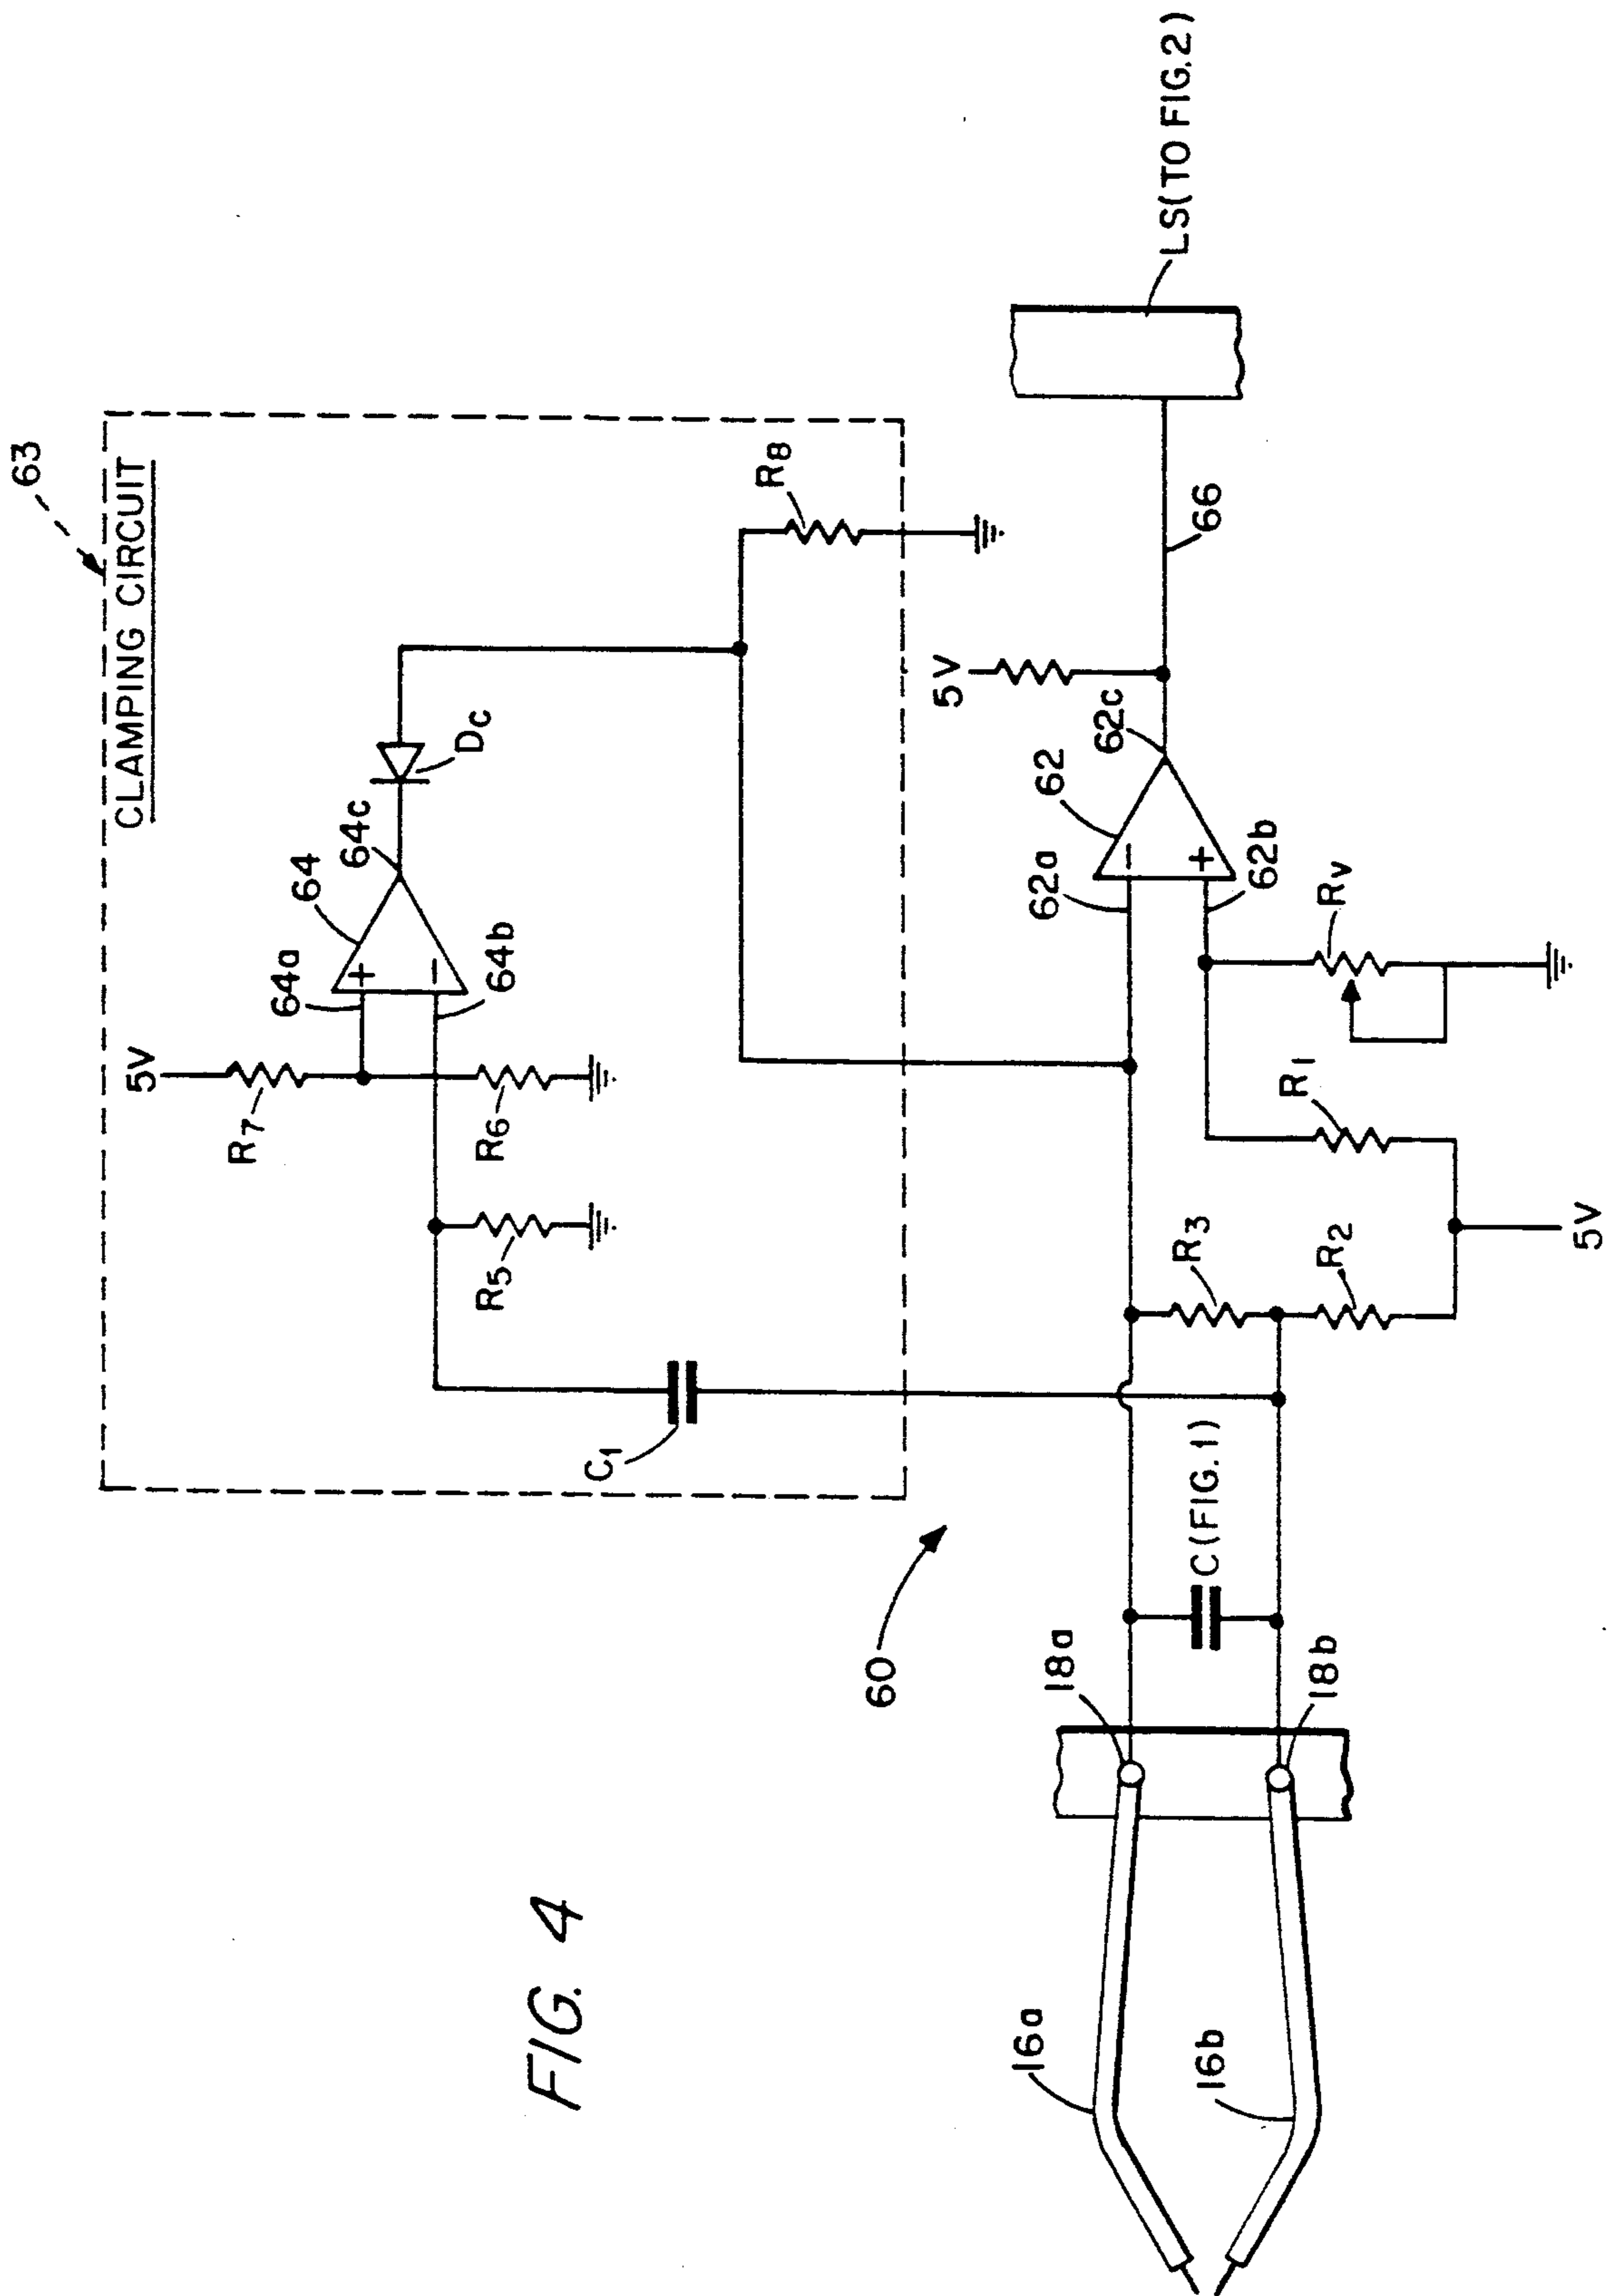 FIG. 4
63
CLAMPING CIRCUIT
5V
R7
64a
64
64c
DC
R6
64b
R5
C1
R8
60
5V
62c
62
62a
62b
66
LS(TO FIG.2)
18a
C(FIG.1)
R3
R2
R1
RV
5V
16a
16b
18b
+
−
−
+